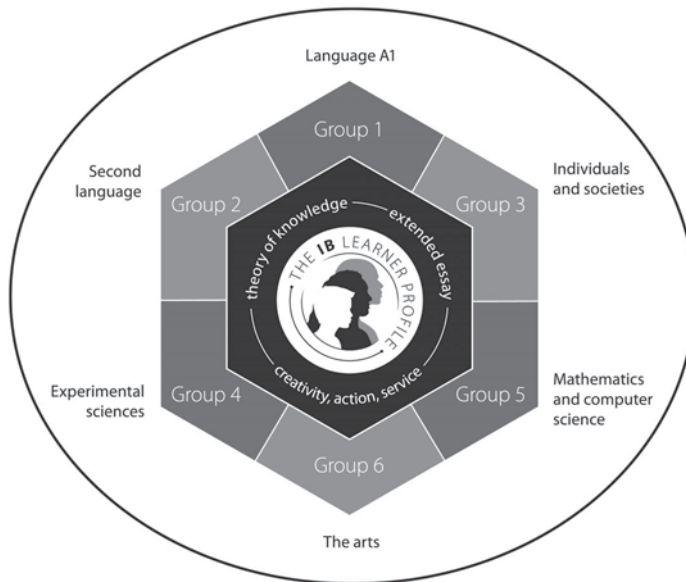 Language A1
Group 1
Second
language
Group 2
Group 3
Individuals
and societies
theory of knowledge
extended essay
THE IB LEARNER PROFILE
creativity, action, service
Experimental
sciences
Group 4
Group 5
Mathematics
and computer
science
Group 6
The arts